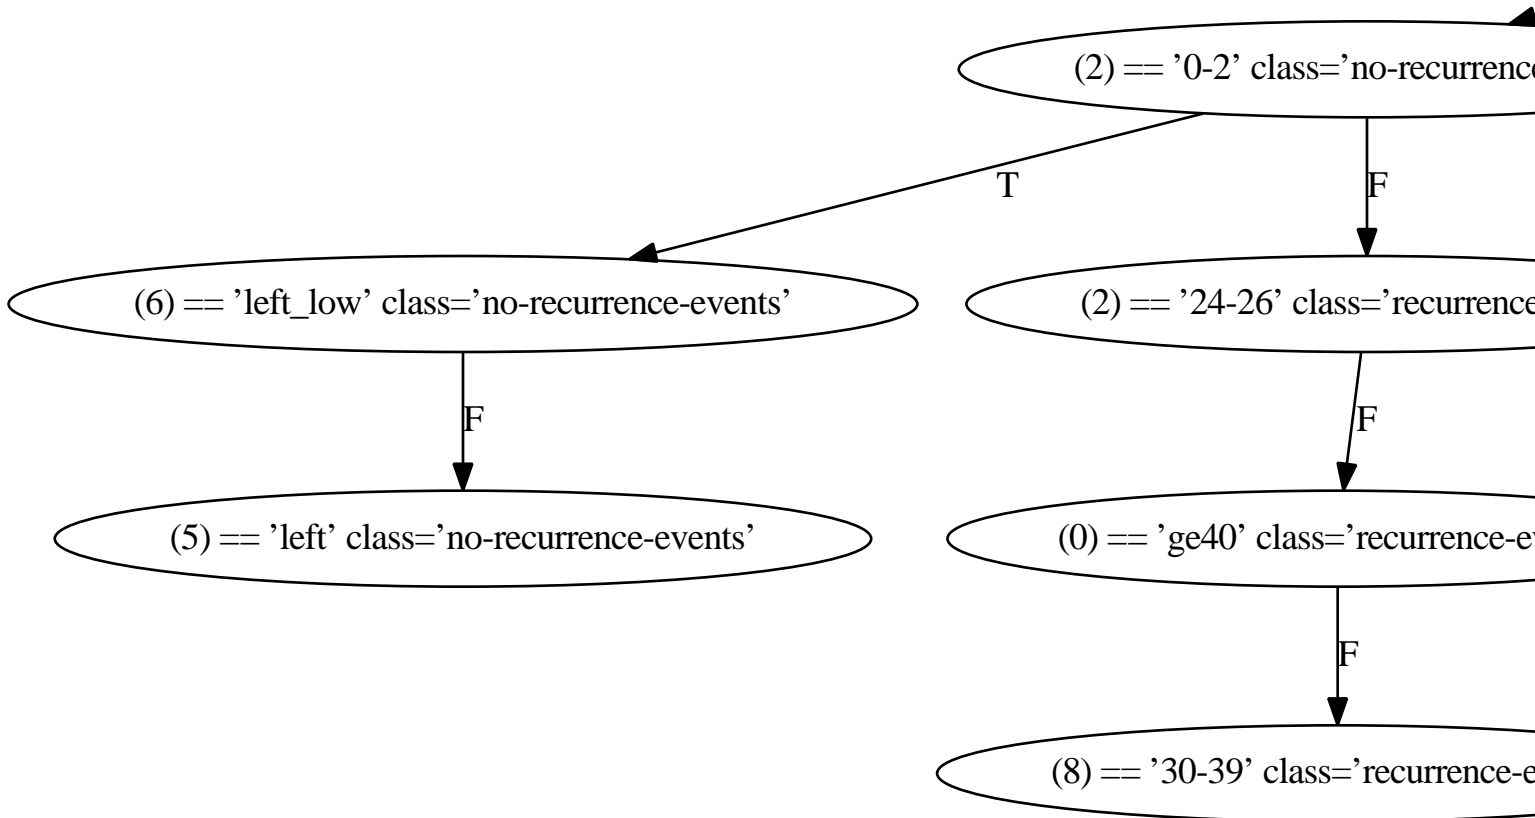 (2) == ’0-2’ class=’no-recurrence
T
F
(6) == ’left_low’ class=’no-recurrence-events’
(2) == ’24-26’ class=’recurrence
F
F
(5) == ’left’ class=’no-recurrence-events’
(0) == ’ge40’ class=’recurrence-ev
F
(8) == ’30-39’ class=’recurrence-e